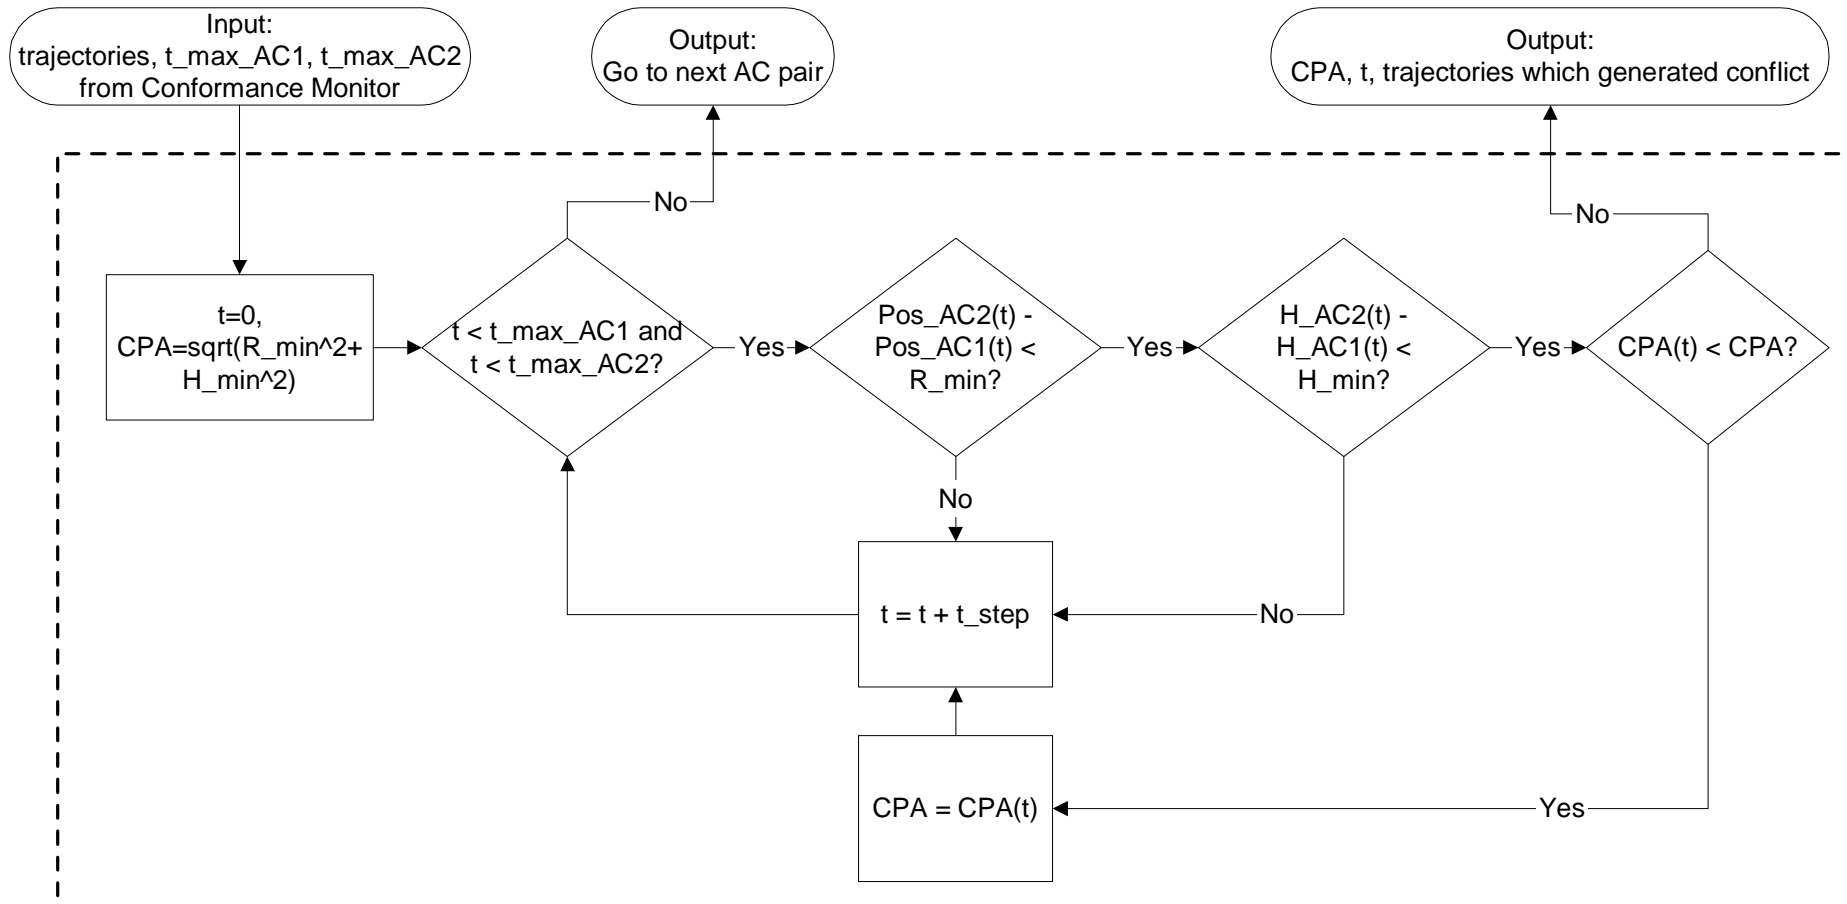 Input:
trajectories, t_max_AC1, t_max_AC2
from Conformance Monitor
Output:
Go to next AC pair
Output:
CPA, t, trajectories which generated conflict
No
No
t=0,
CPA=sqrt(R_min^2+
H_min^2)
t < t_max_AC1 and
t < t_max_AC2?
Yes
Pos_AC2(t) -
Pos_AC1(t) <
R_min?
Yes
H_AC2(t) -
H_AC1(t) <
H_min?
Yes
CPA(t) < CPA?
No
t = t + t_step
No
CPA = CPA(t)
Yes